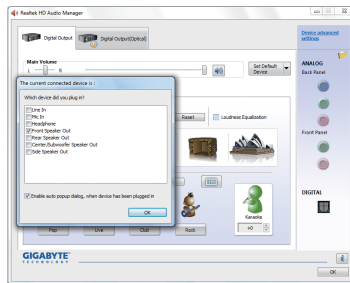 Realtek HD Audio Manager
Digital Output
Digital Output(Optical)
Device advanced
settings
Main Volume
L
R
Set Default
Device
ANALOG
Back Panel
The current connected device is :
Which device did you plug in?
Line In
Mic In
Headphone
Front Speaker Out
Rear Speaker Out
Center/Subwoofer Speaker Out
Side Speaker Out
Reset
Loudness Equalization
Front Panel
Enable auto popup dialog, when device has been plugged in
OK
DIGITAL
Karaoke
Pop
Live
Club
Rock
+0
GIGABYTE
TECHNOLOGY
OK